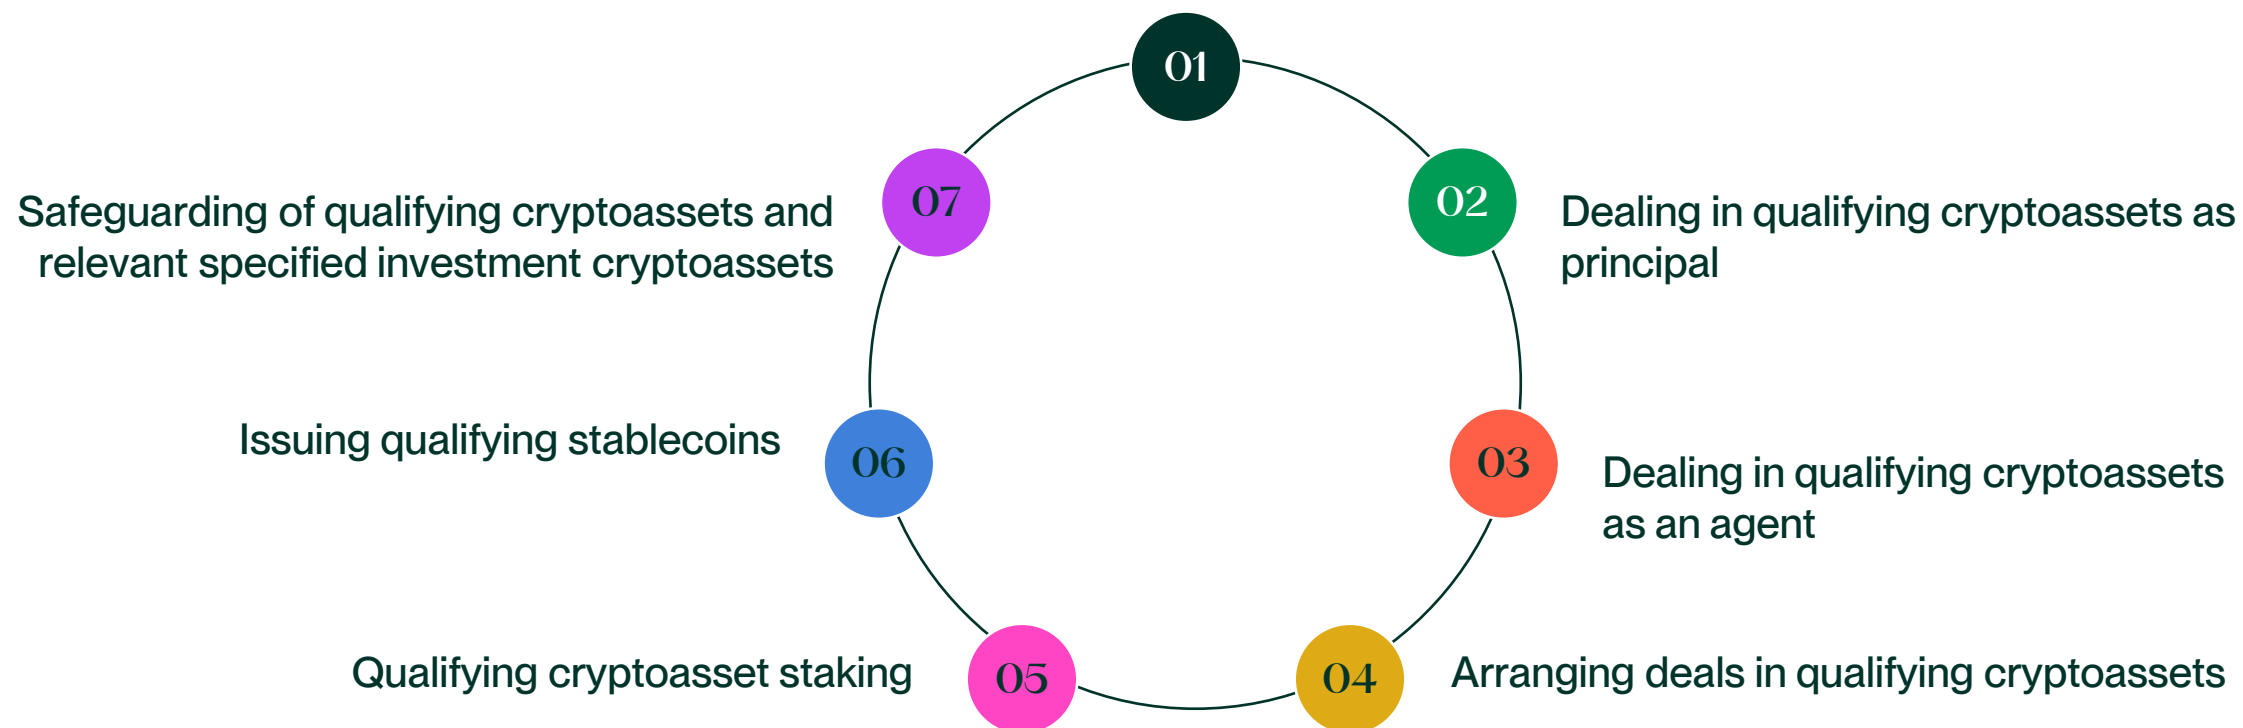 01
02
Dealing in qualifying cryptoassets as
principal
03
Dealing in qualifying cryptoassets
as an agent
04
Arranging deals in qualifying cryptoassets
05
Qualifying cryptoasset staking
06
Issuing qualifying stablecoins
07
Safeguarding of qualifying cryptoassets and
relevant specified investment cryptoassets